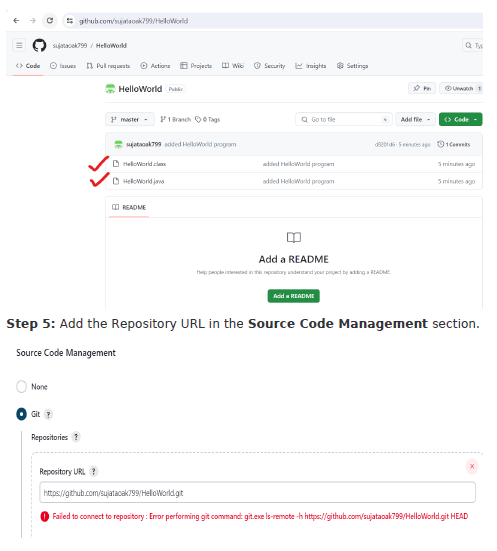 github.com/sujataoak799/HelloWorld
sujataoak799 / HelloWorld
Code Issues Pull requests Actions Projects Wiki Security Insights Settings
HelloWorld Public Pin Unwatch 1
master 1 Branch 0 Tags Go to file Add file Code
sujataoak799 added HelloWorld program 5 minutes ago 1 Commits
HelloWorld.class added HelloWorld program 5 minutes ago
HelloWorld.java added HelloWorld program 5 minutes ago
README
Add a README
Help people interested in this repository understand your project by adding a README.
Add a README
Step 5: Add the Repository URL in the Source Code Management section.
Source Code Management
None
Git ?
Repositories ?
Repository URL ?
X
https://github.com/sujataoak799/HelloWorld.git
Failed to connect to repository : Error performing git command: git.exe ls-remote -h https://github.com/sujataoak799/HelloWorld.git HEAD